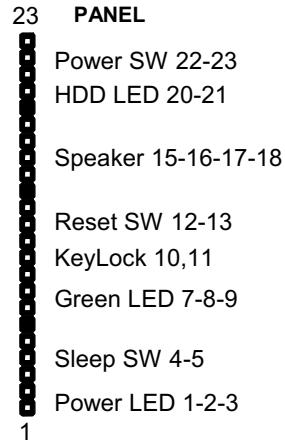 23 PANEL
Power SW 22-23
HDD LED 20-21
Speaker 15-16-17-18
Reset SW 12-13
KeyLock 10,11
Green LED 7-8-9
Sleep SW 4-5
Power LED 1-2-3
1